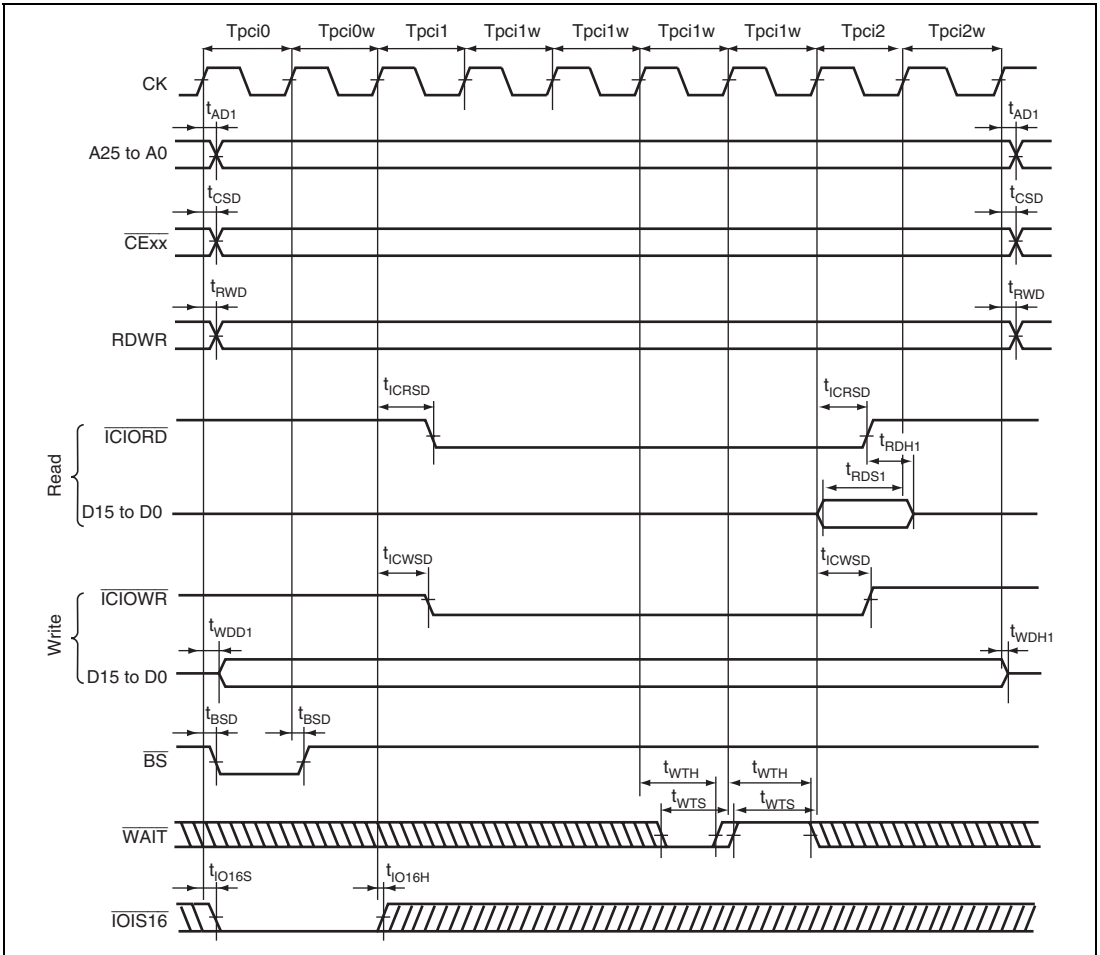 Tpci0 Tpci0w Tpci1 Tpci1w Tpci1w Tpci1w Tpci1w Tpci2 Tpci2w
CK
tAD1 tAD1
A25 to A0
tCSD tCSD
CExx
tRWD tRWD
RDWR
tICRSD tICRSD
ICIORD
tRDH1
Read
tRDS1
D15 to D0
tICWSD tICWSD
ICIOWR
Write
tWDD1 tWDH1
D15 to D0
tBSD tBSD
BS
tWTH tWTH
tWTS tWTS
WAIT
tIO16S tIO16H
IOIS16